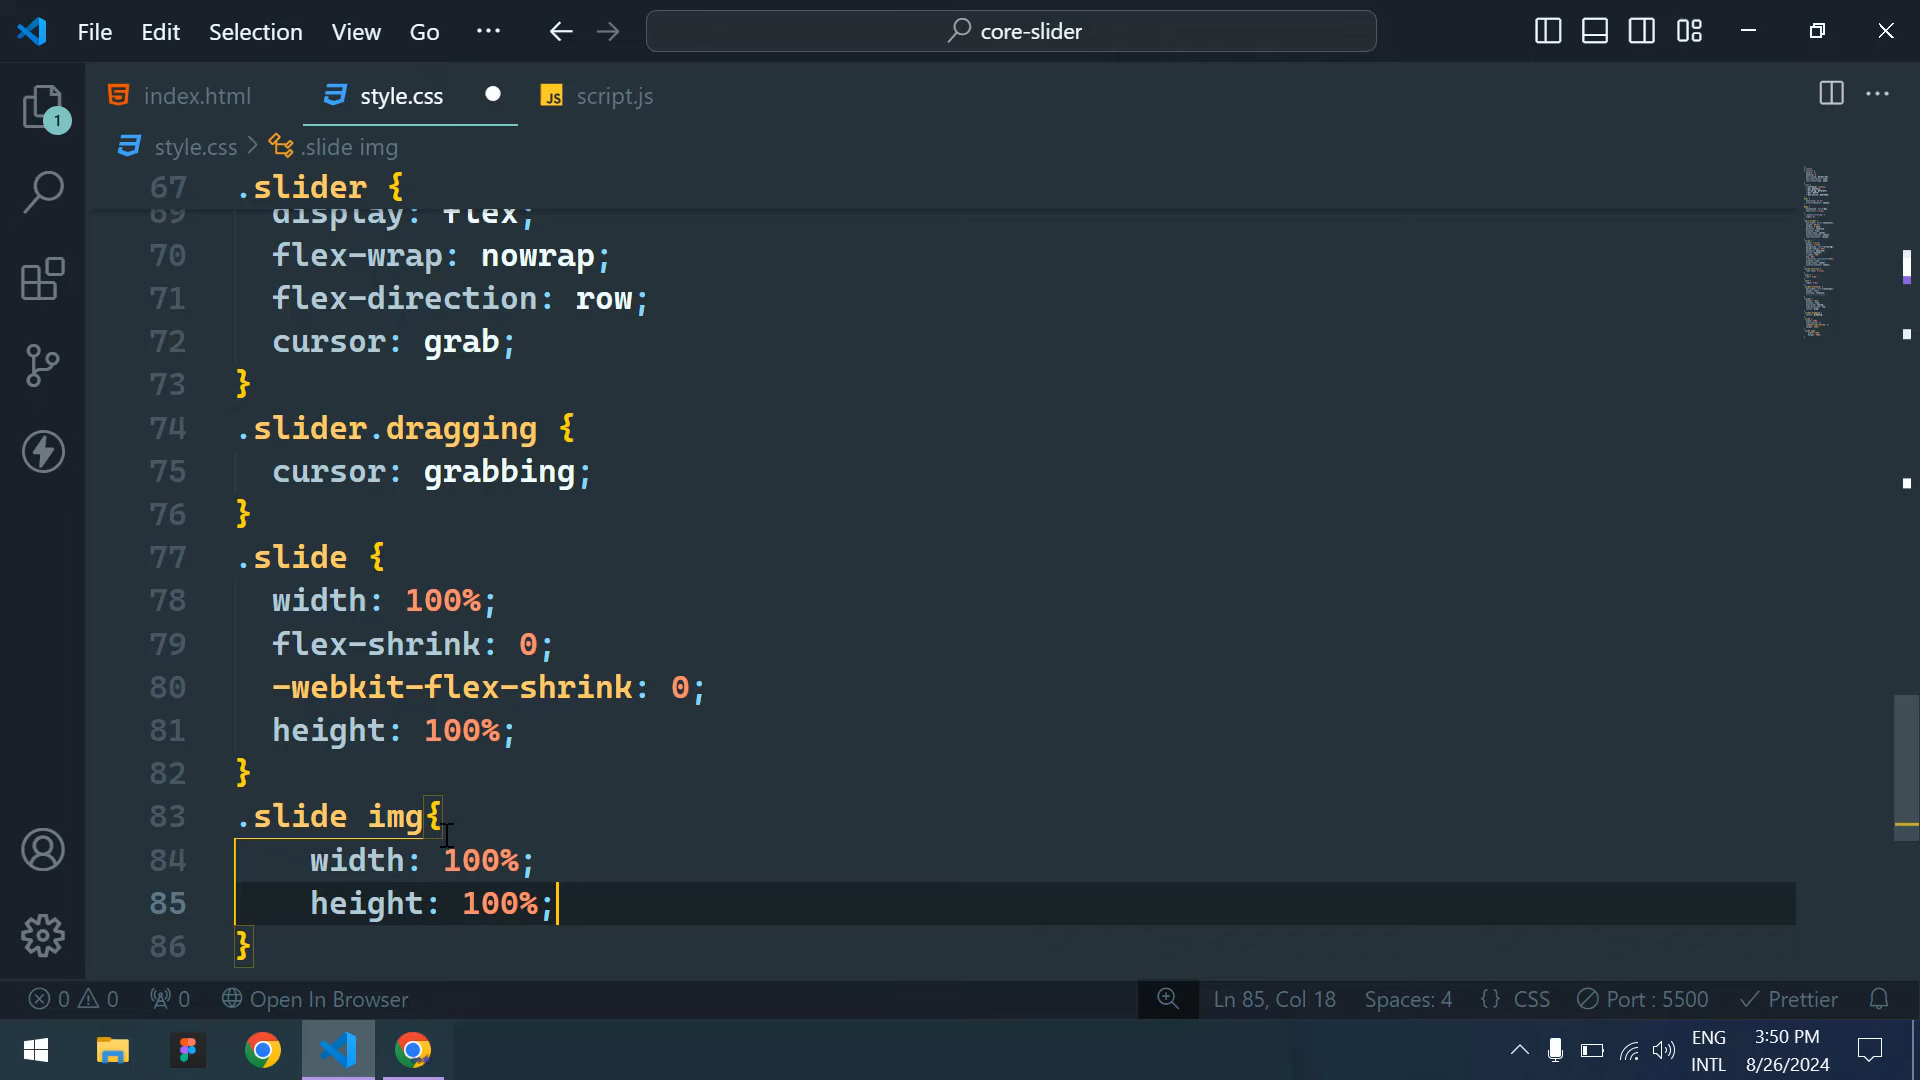 File Edit Selection View Go ··· core-slider
index.html style.css script.js
1
style.css > .slide img
67 .slider {
69 display: flex;
70 flex-wrap: nowrap;
71 flex-direction: row;
72 cursor: grab;
73 }
74 .slider.dragging {
75 cursor: grabbing;
76 }
77 .slide {
78 width: 100%;
79 flex-shrink: 0;
80 -webkit-flex-shrink: 0;
81 height: 100%;
82 }
83 .slide img{
84 width: 100%;
85 height: 100%;
86 }
0 0 0 Open In Browser Ln 85, Col 18 Spaces: 4 {} CSS Port : 5500 Prettier
ENG 3:50 PM
INTL 8/26/2024